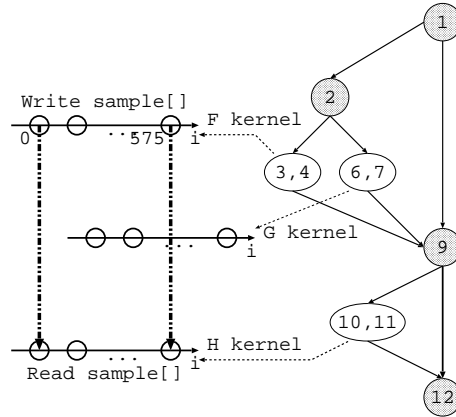 1
Write sample[]
2
F kernel
0 ... 575 i
3,4
6,7
G kernel
...
i
9
10,11
H kernel
...
i
Read sample[]
12